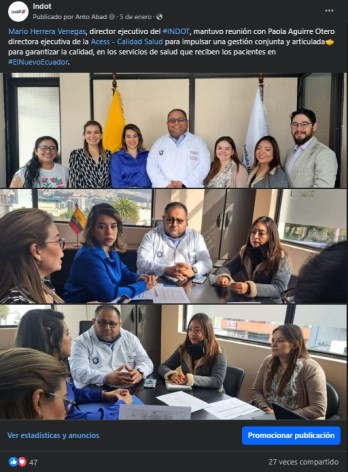 Indot
Publicado por Anto Abad · 5 de enero ·
Mario Herrera Venegas, director ejecutivo del #INDOT, mantuvo reunión con Paola Aguirre Otero
directora ejecutiva de la Acess - Calidad Salud para impulsar una gestión conjunta y articulada🤝
para garantizar la calidad, en los servicios de salud que reciben los pacientes en
#ElNuevoEcuador.
Ver estadísticas y anuncios
Promocionar publicación
47
27 veces compartido